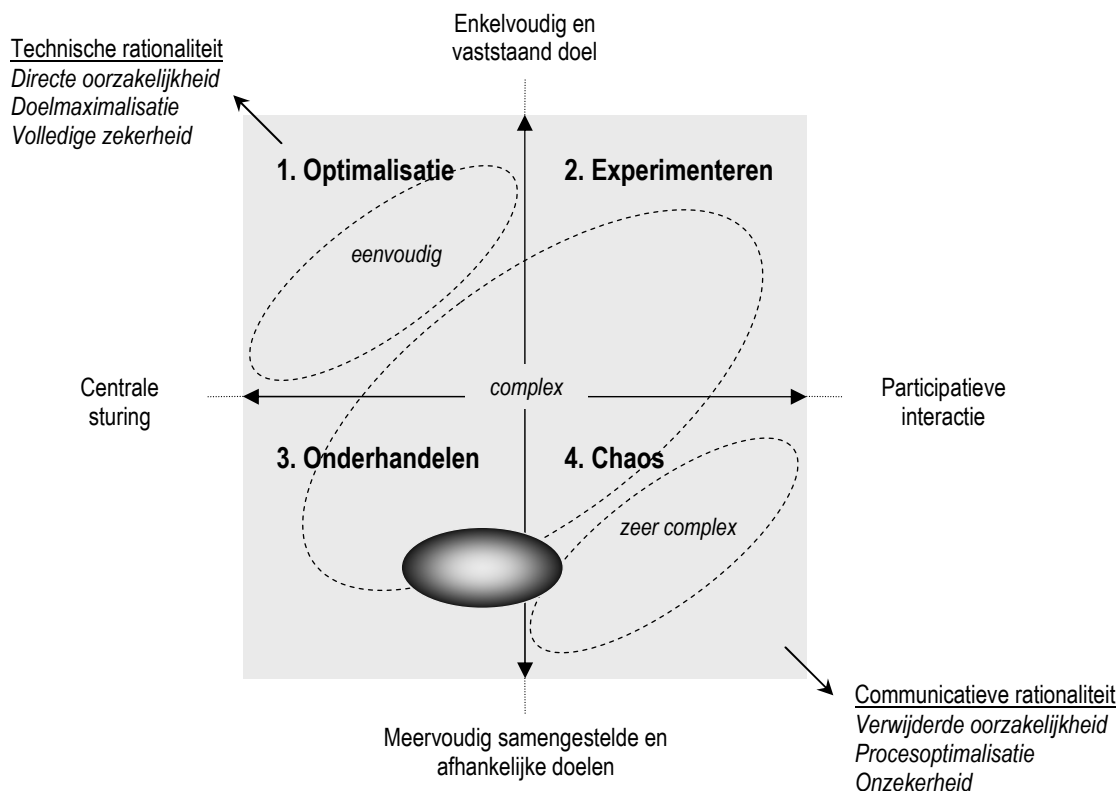 Enkelvoudig en
vaststaand doel
Technische rationaliteit
Directe oorzakelijkheid
Doelmaximalisatie
Volledige zekerheid
1. Optimalisatie
2. Experimenteren
eenvoudig
Centrale
sturing
complex
Participatieve
interactie
3. Onderhandelen
4. Chaos
zeer complex
Meervoudig samengestelde en
afhankelijke doelen
Communicatieve rationaliteit
Verwijderde oorzakelijkheid
Procesoptimalisatie
Onzekerheid